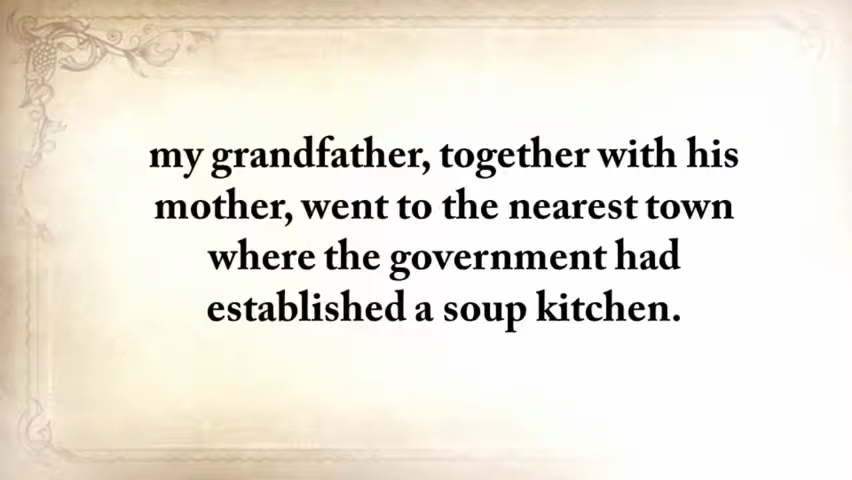 my grandfather, together with his
mother, went to the nearest town
where the government had
established a soup kitchen.